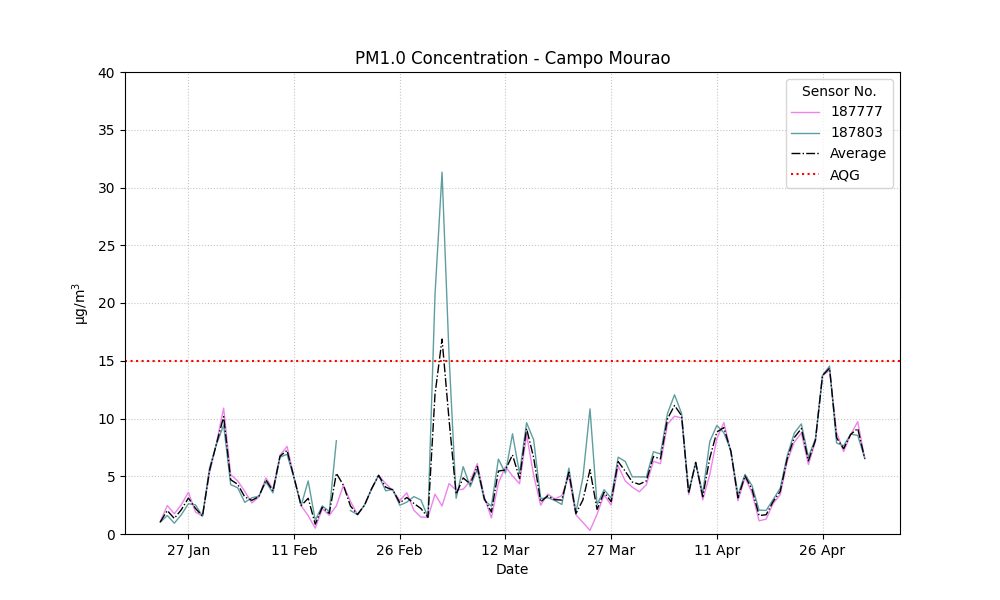 PM1.0 Concentration - Campo Mourao
40
35
30
25
20
15
10
5
0
µg/m³
27 Jan
11 Feb
26 Feb
12 Mar
27 Mar
11 Apr
26 Apr
Date
Sensor No.
187777
187803
Average
AQG